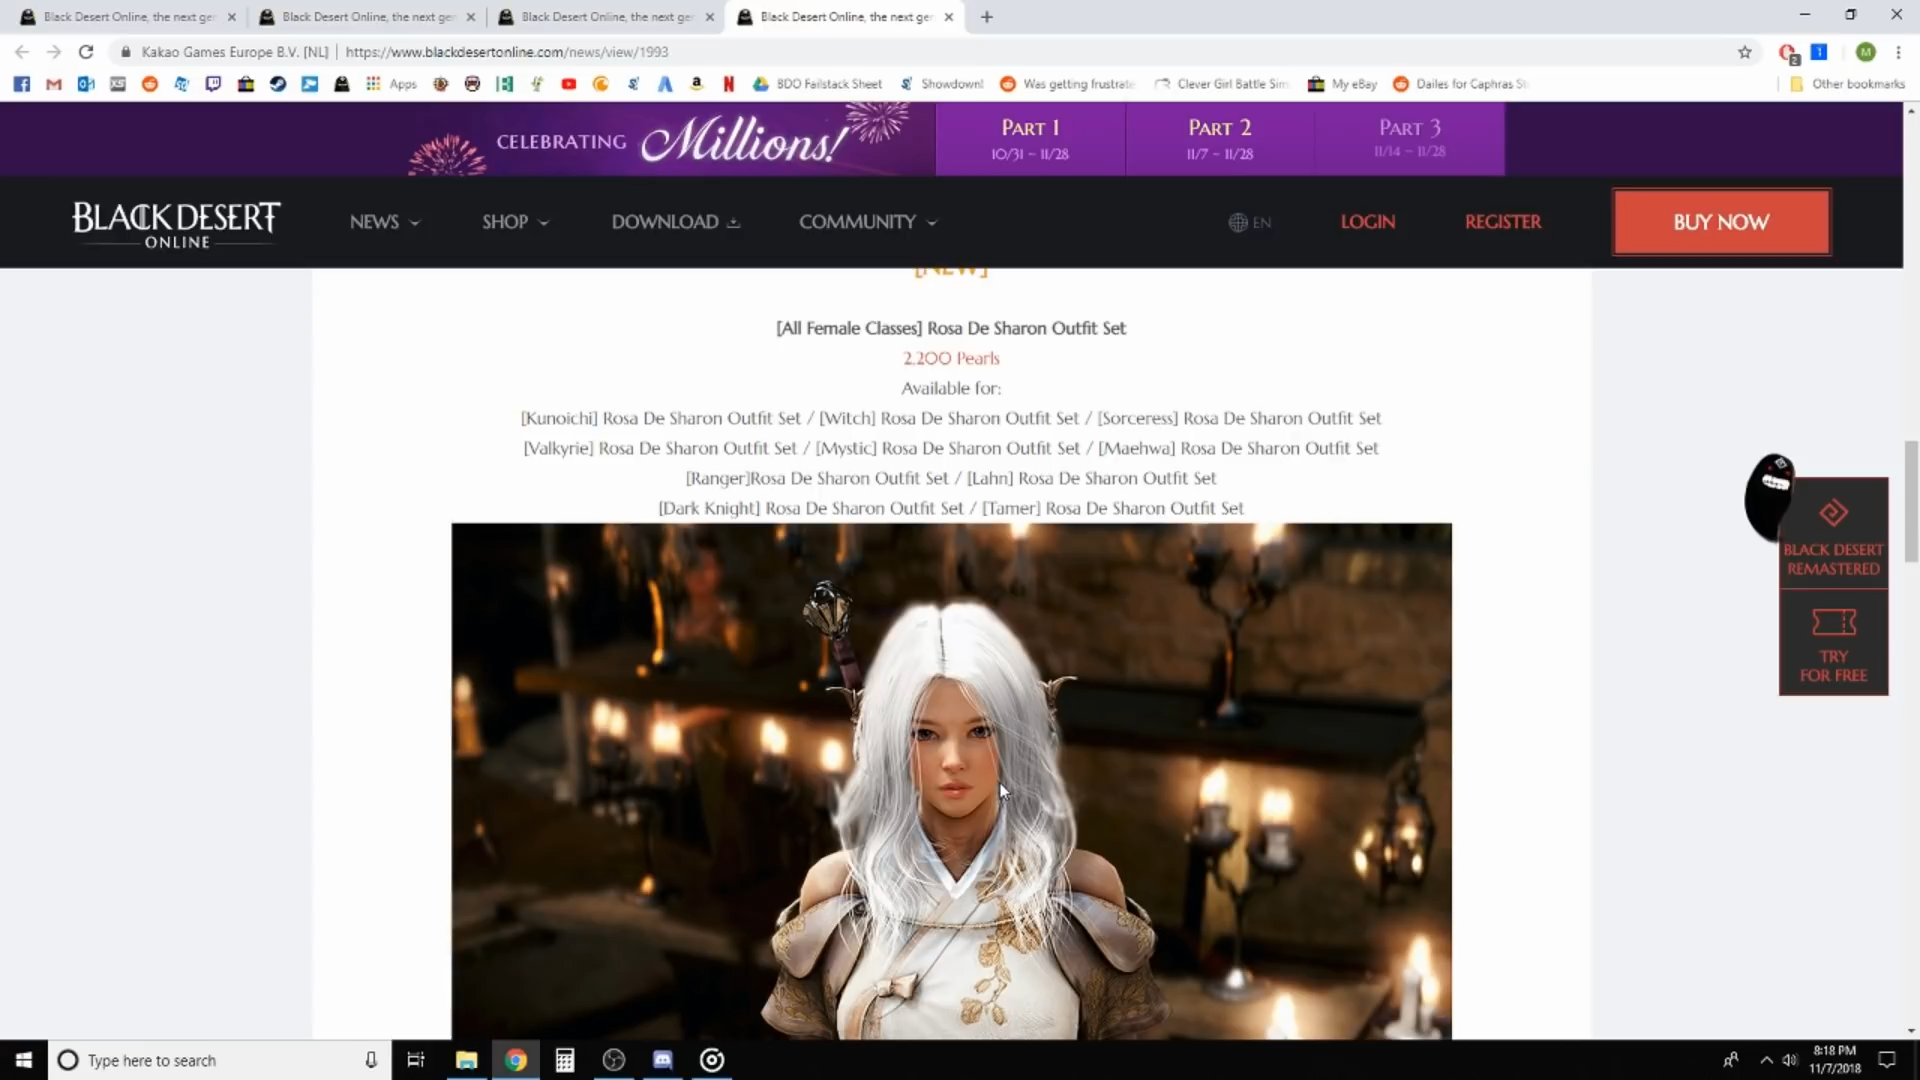 Black Desert Online, the next ger
Black Desert Online, the next ger
Black Desert Online, the next ger
Black Desert Online, the next ger
Kakao Games Europe B.V. [NL]
https://www.blackdesertonline.com/news/view/1993
2
M
Apps
BDO Failstack Sheet
Showdown!
Was getting frustrate
Clever Girl Battle Sim
My eBay
Dailes for Caphras St
Other bookmarks
CELEBRATING Millions!
PART 1
10/31 ~ 11/28
PART 2
11/7 ~ 11/28
PART 3
11/14 ~ 11/28
BLACK DESERT
ONLINE
NEWS
SHOP
DOWNLOAD
COMMUNITY
EN
LOGIN
REGISTER
BUY NOW
[NEW]
[All Female Classes] Rosa De Sharon Outfit Set
2,200 Pearls
Available for:
[Kunoichi] Rosa De Sharon Outfit Set / [Witch] Rosa De Sharon Outfit Set / [Sorceress] Rosa De Sharon Outfit Set
[Valkyrie] Rosa De Sharon Outfit Set / [Mystic] Rosa De Sharon Outfit Set / [Maehwa] Rosa De Sharon Outfit Set
[Ranger]Rosa De Sharon Outfit Set / [Lahn] Rosa De Sharon Outfit Set
[Dark Knight] Rosa De Sharon Outfit Set / [Tamer] Rosa De Sharon Outfit Set
BLACK DESERT
REMASTERED
TRY
FOR FREE
Type here to search
8:18 PM
11/7/2018